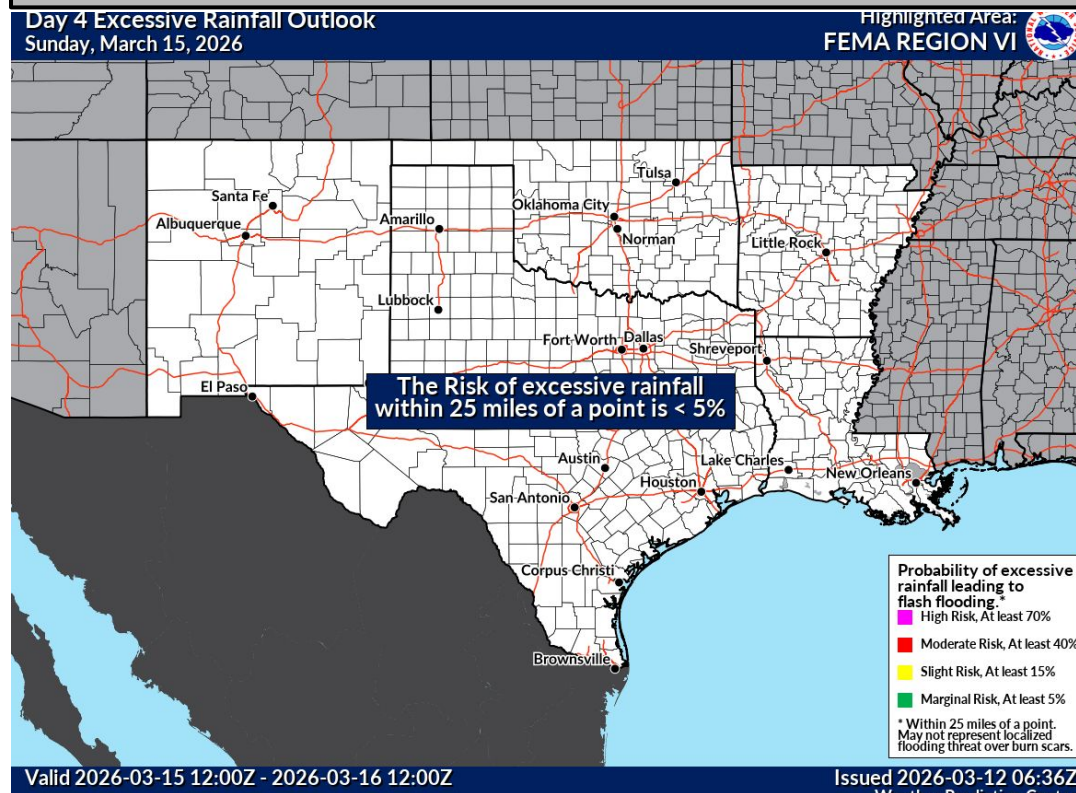 Day 4 Excessive Rainfall Outlook
Sunday, March 15, 2026
Highlighted Area:
FEMA REGION VI
Santa Fe
Albuquerque
Amarillo
Tulsa
Oklahoma City
Norman
Little Rock
Lubbock
Fort Worth
Dallas
Shreveport
El Paso
The Risk of excessive rainfall
within 25 miles of a point is < 5%
Austin
Lake Charles
Houston
New Orleans
San Antonio
Corpus Christi
Brownsville
Probability of excessive
rainfall leading to
flash flooding.*
High Risk, At least 70%
Moderate Risk, At least 40%
Slight Risk, At least 15%
Marginal Risk, At least 5%
* Within 25 miles of a point.
May not represent localized
flooding threat over burn scars.
Valid 2026-03-15 12:00Z - 2026-03-16 12:00Z
Issued 2026-03-12 06:36Z